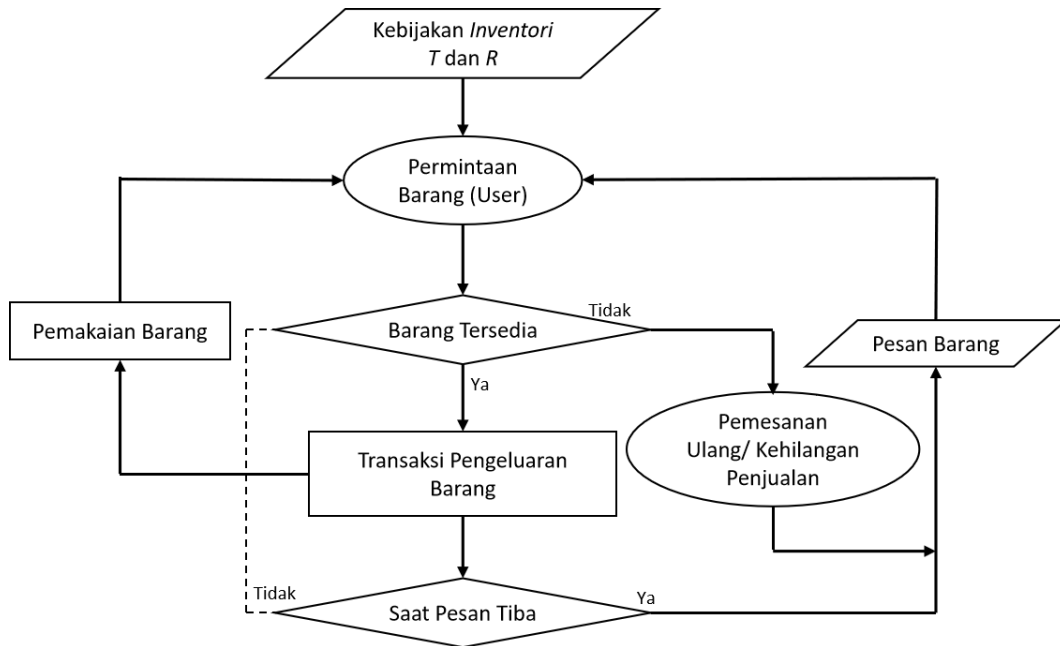 Kebijakan Inventori
T dan R
Permintaan
Barang (User)
Tidak
Pemakaian Barang
Barang Tersedia
Pesan Barang
Ya
Pemesanan
Ulang/ Kehilangan
Penjualan
Transaksi Pengeluaran
Barang
Tidak
Saat Pesan Tiba
Ya